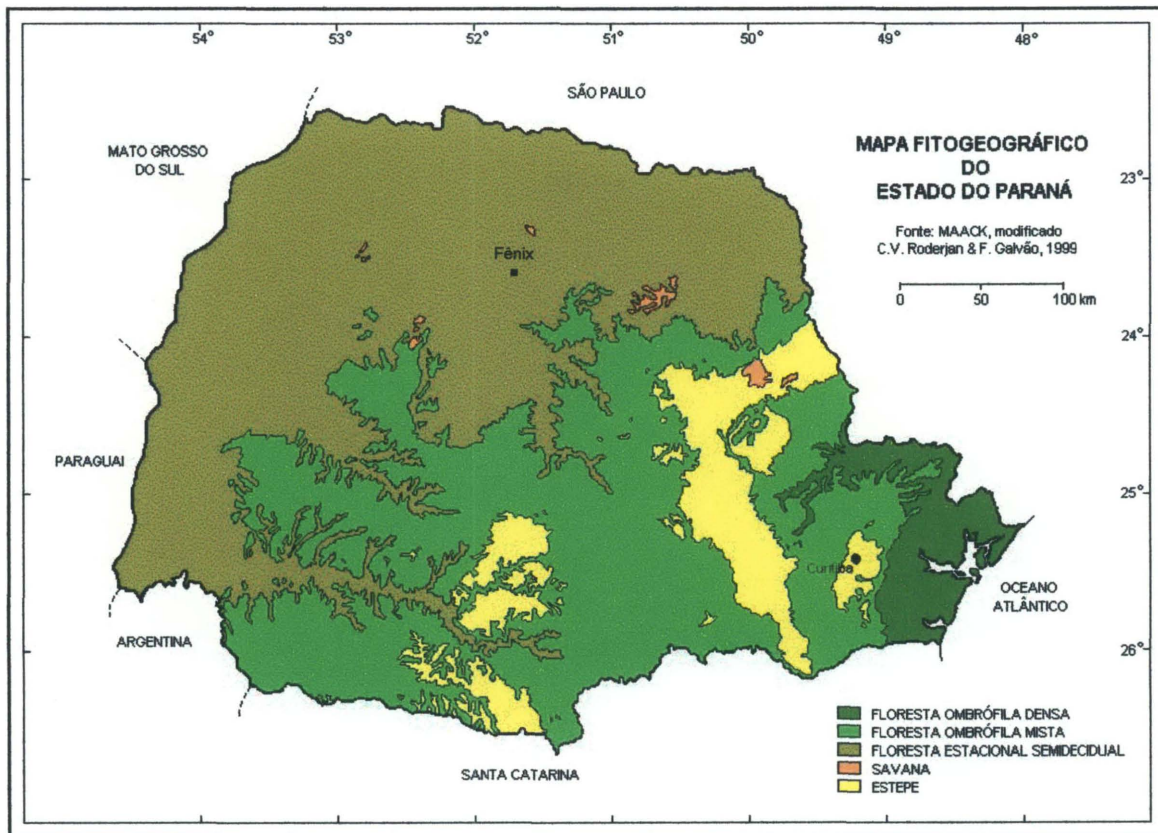 54° 53° 52° 51° 50° 49° 48°
SÃO PAULO
MATO GROSSO
DO SUL
MAPA FITOGEOGRÁFICO
DO
ESTADO DO PARANÁ
23°
Fonte: MAACK, modificado
C.V. Roderjan & F. Galvão, 1999
Fênix
0 50 100 km
24°
PARAGUAI
25°
Curitiba
OCEANO
ATLÂNTICO
ARGENTINA
26°
FLORESTA OMBRÓFILA DENSA
FLORESTA OMBRÓFILA MISTA
FLORESTA ESTACIONAL SEMIDECIDUAL
SAVANA
ESTEPE
SANTA CATARINA